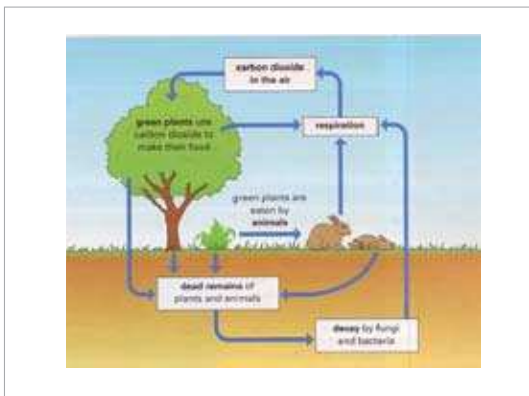 carbon dioxide
in the air
green plants use
carbon dioxide to
make their food
respiration
green plants are
eaten by
animals
dead remains of
plants and animals
decay by fungi
and bacteria